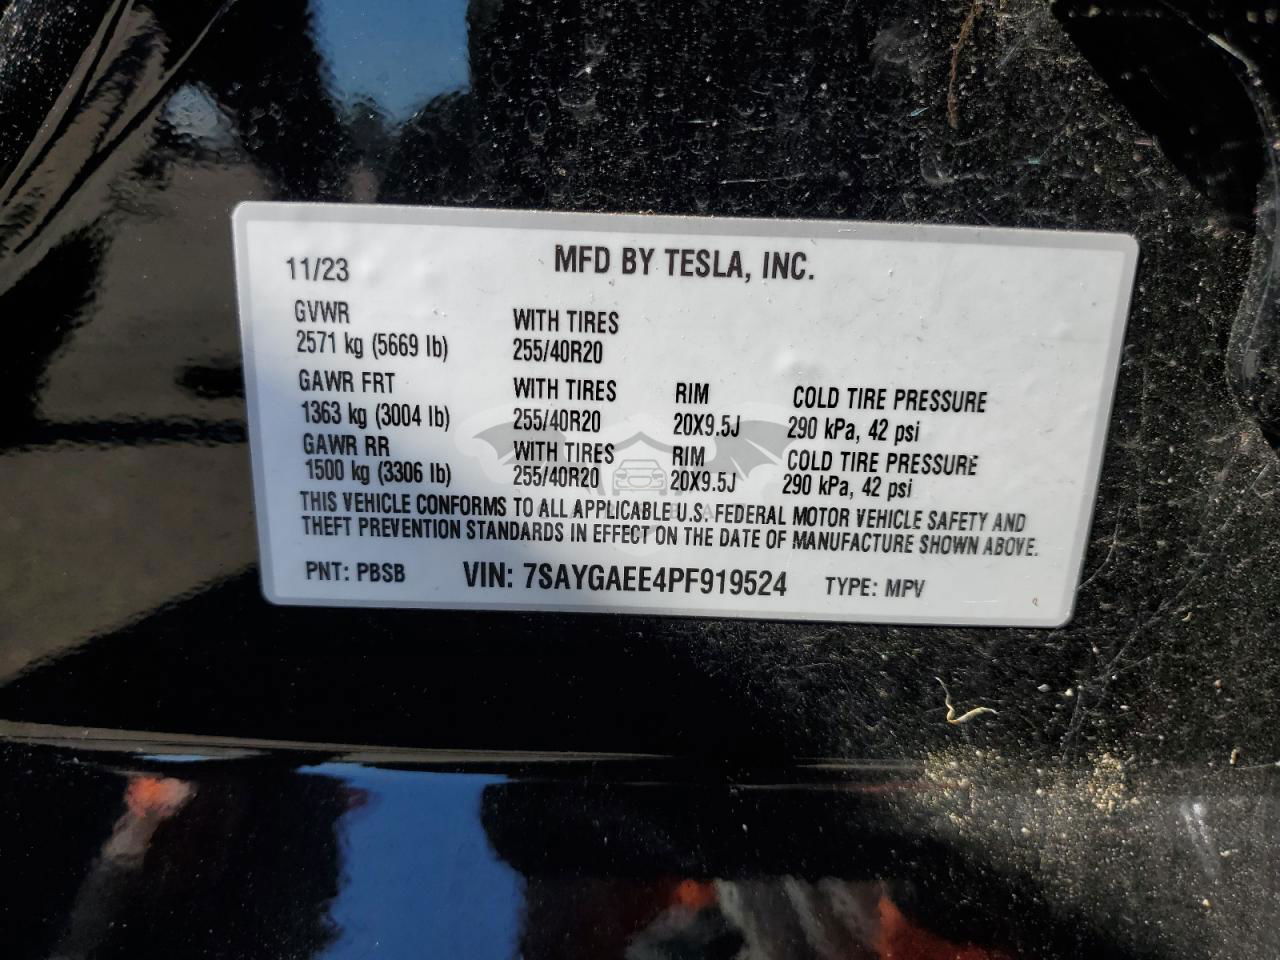 11/23 MFD BY TESLA, INC.
GVWR WITH TIRES
2571 kg (5669 lb) 255/40R20
GAWR FRT WITH TIRES RIM COLD TIRE PRESSURE
1363 kg (3004 lb) 255/40R20 20X9.5J 290 kPa, 42 psi
GAWR RR WITH TIRES RIM COLD TIRE PRESSURE
1500 kg (3306 lb) 255/40R20 20X9.5J 290 kPa, 42 psi
THIS VEHICLE CONFORMS TO ALL APPLICABLE U.S. FEDERAL MOTOR VEHICLE SAFETY AND
THEFT PREVENTION STANDARDS IN EFFECT ON THE DATE OF MANUFACTURE SHOWN ABOVE.
PNT: PBSB VIN: 7SAYGAEE4PF919524 TYPE: MPV